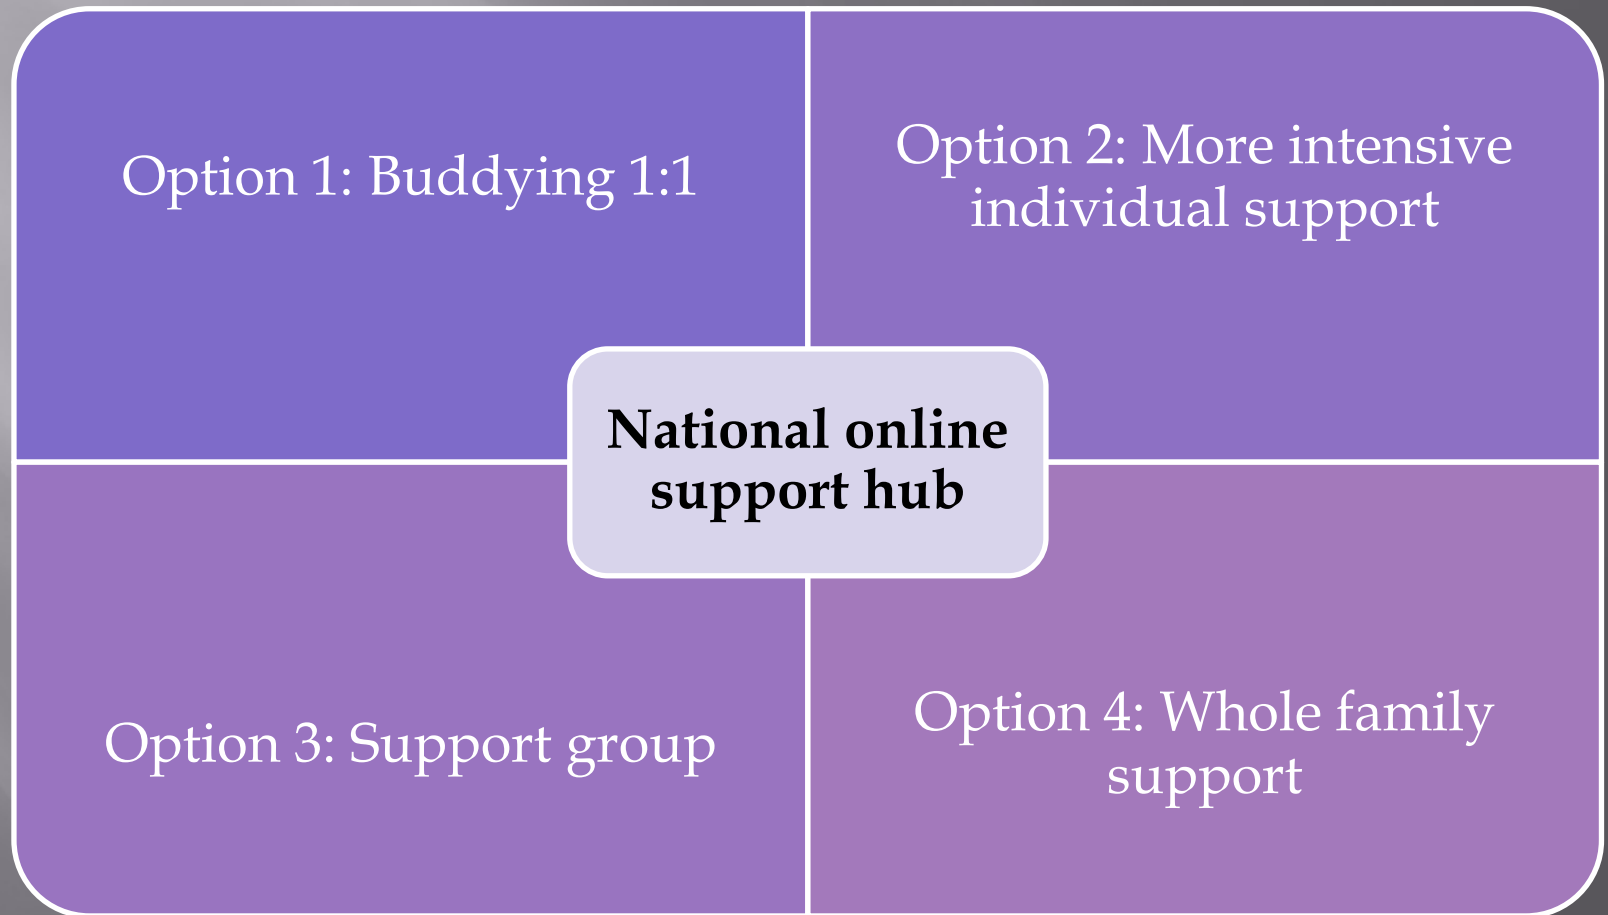 Option 1: Buddying 1:1
Option 2: More intensive
individual support
National online
support hub
Option 3: Support group
Option 4: Whole family
support